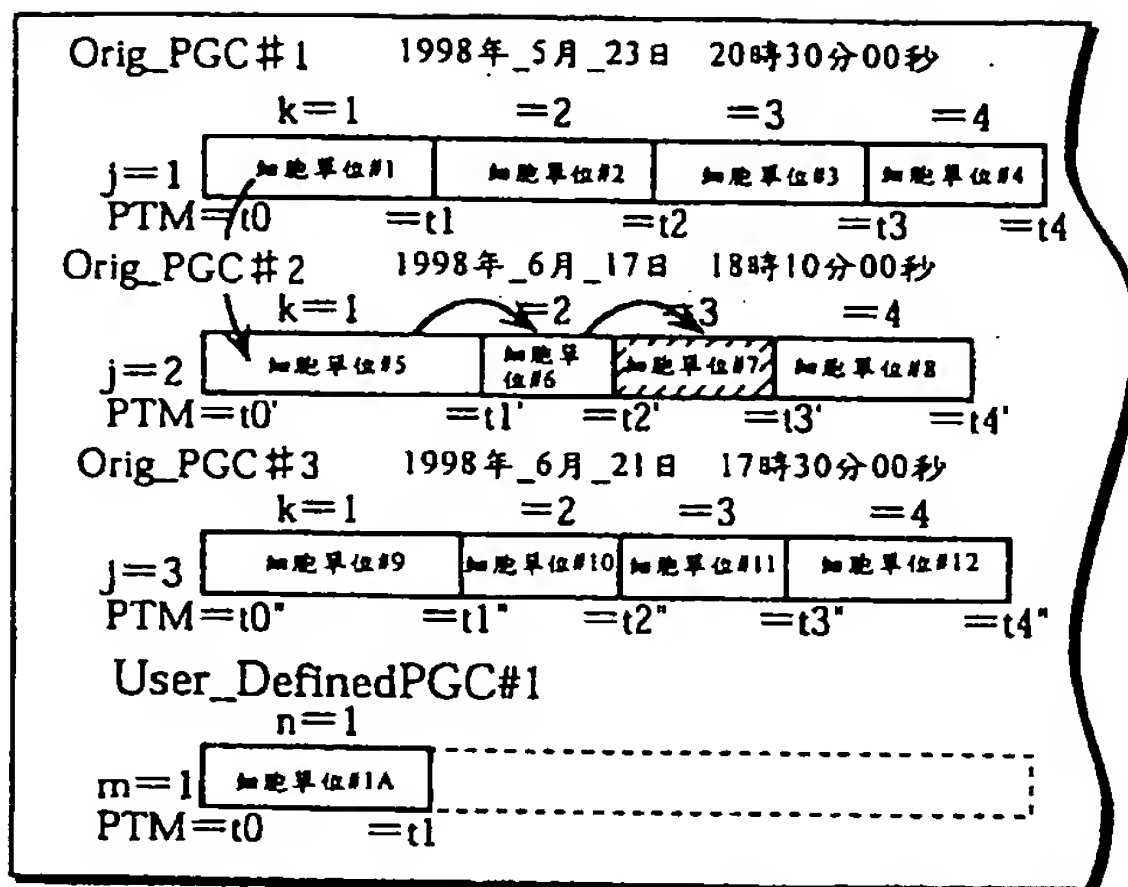 Orig_PGC#1 1998年_5月_23日 20時30分00秒
k=1 =2 =3 =4
j=1 細胞單位#1 細胞單位#2 細胞單位#3 細胞單位#4
PTM=t0 =t1 =t2 =t3 =t4
Orig_PGC#2 1998年_6月_17日 18時10分00秒
k=1 =2 =3 =4
j=2 細胞單位#5 細胞單位#6 細胞單位#7 細胞單位#8
PTM=t0' =t1' =t2' =t3' =t4'
Orig_PGC#3 1998年_6月_21日 17時30分00秒
k=1 =2 =3 =4
j=3 細胞單位#9 細胞單位#10 細胞單位#11 細胞單位#12
PTM=t0" =t1" =t2" =t3" =t4"
User_DefinedPGC#1
n=1
m=1 細胞單位#1A
PTM=t0 =t1